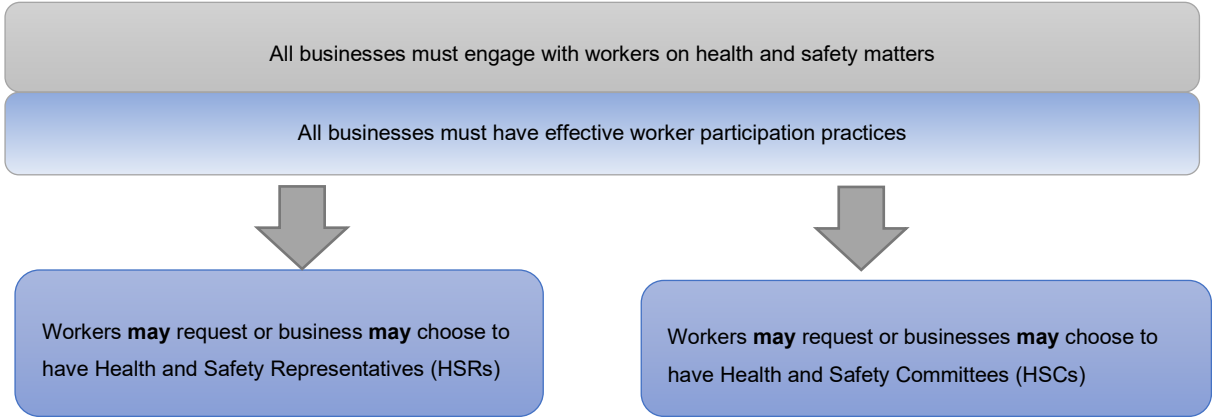 All businesses must engage with workers on health and safety matters
All businesses must have effective worker participation practices
Workers may request or business may choose to
have Health and Safety Representatives (HSRs)
Workers may request or businesses may choose to
have Health and Safety Committees (HSCs)